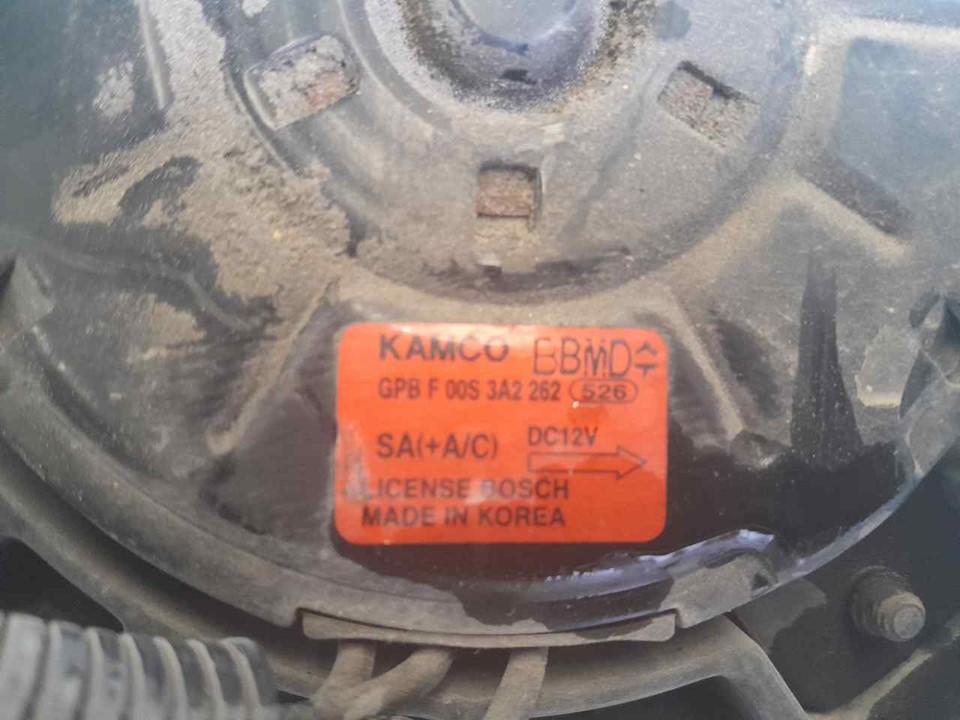 KAMCO BBMD
GPB F 00S 3A2 262 526
SA(+A/C) DC12V
LICENSE BOSCH
MADE IN KOREA